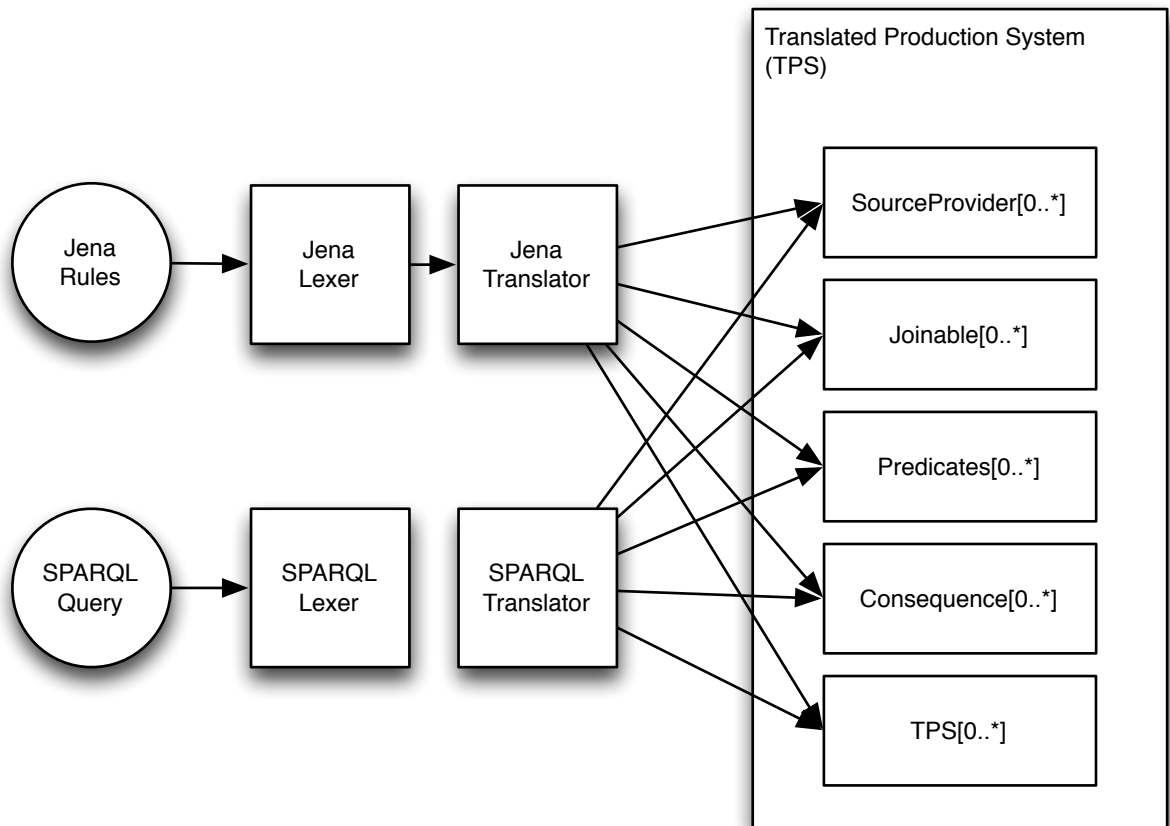 Translated Production System
(TPS)
SourceProvider[0..*]
Jena
Rules
Jena
Lexer
Jena
Translator
Joinable[0..*]
Predicates[0..*]
SPARQL
Query
SPARQL
Lexer
SPARQL
Translator
Consequence[0..*]
TPS[0..*]